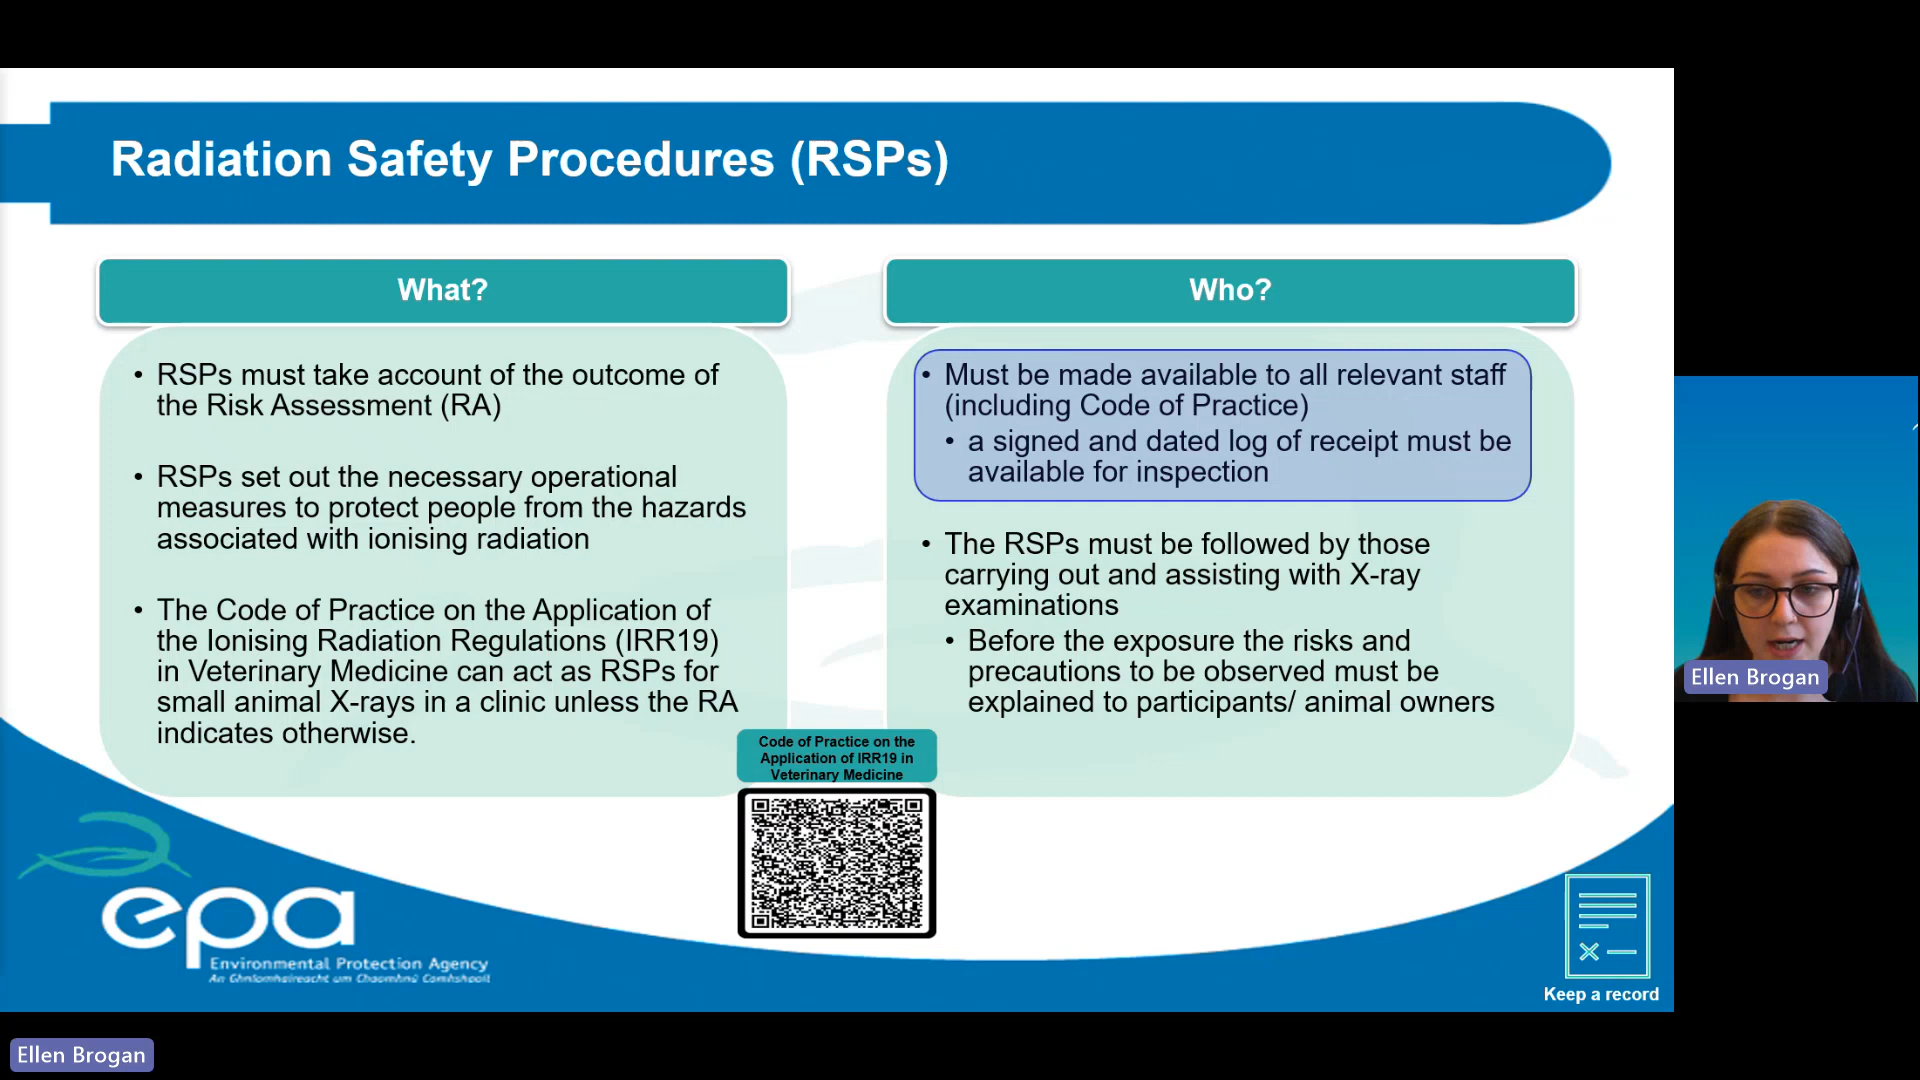 Radiation Safety Procedures (RSPs)
What?
• RSPs must take account of the outcome of
the Risk Assessment (RA)
• RSPs set out the necessary operational
measures to protect people from the hazards
associated with ionising radiation
• The Code of Practice on the Application of
the Ionising Radiation Regulations (IRR19)
in Veterinary Medicine can act as RSPs for
small animal X-rays in a clinic unless the RA
indicates otherwise.
Who?
• Must be made available to all relevant staff
(including Code of Practice)
• a signed and dated log of receipt must be
available for inspection
• The RSPs must be followed by those
carrying out and assisting with X-ray
examinations
• Before the exposure the risks and
precautions to be observed must be
explained to participants/ animal owners
Code of Practice on the
Application of IRR19 in
Veterinary Medicine
epa
Environmental Protection Agency
An Ghníomhaireacht um Chaomhnú Comhshaoil
Keep a record
Ellen Brogan
Ellen Brogan